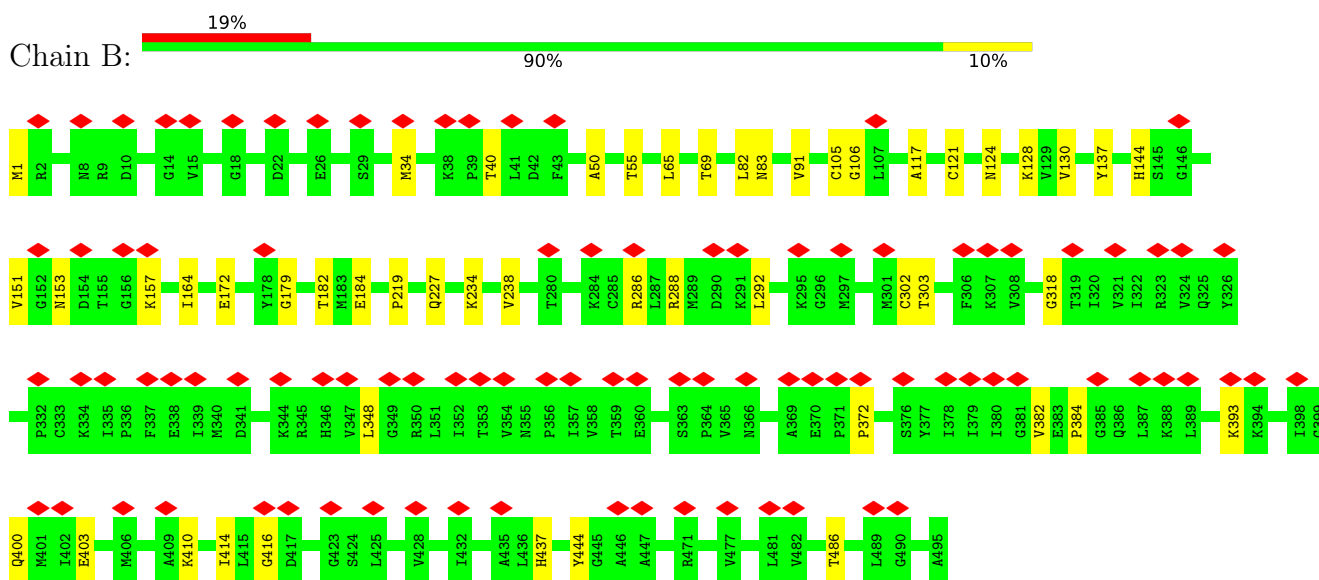 19%
Chain B:
90% 10%
M1 R2 N8 R9 D10 G14 V15 G18 D22 E26 S29 M34 K38 P39 T40 L41 D42 F43 A50 T55 L65 T69 L82 N83 V91 C105 G106 L107 A117 C121 N124 K128 V129 V130 Y137 H144 S145 G146
V151 G152 N153 D154 T155 G156 K157 I164 E172 Y178 G179 T182 M183 E184 P219 Q227 K234 V238 T280 K284 C285 R286 L287 R288 M289 D290 K291 L292 K295 G296 M297 M301 C302 T303 F306 K307 V308 G318 T319 I320 V321 I322 R323 V324 Q325 Y326
P332 C333 K334 I335 P336 F337 E338 I339 M340 D341 K344 R345 H346 V347 L348 G349 R350 L351 I352 T353 V354 N355 P356 I357 V358 T359 E360 S363 P364 V365 N366 A369 E370 P371 P372 S376 Y377 I378 I379 I380 G381 V382 E383 P384 G385 Q386 L387 K388 L389 K393 K394 I398
Q400 M401 I402 E403 M406 A409 K410 I414 L415 G416 D417 G423 S424 L425 V428 I432 A435 L436 H437 Y444 G445 A446 A447 R471 V477 L481 V482 T486 L489 G490 A495